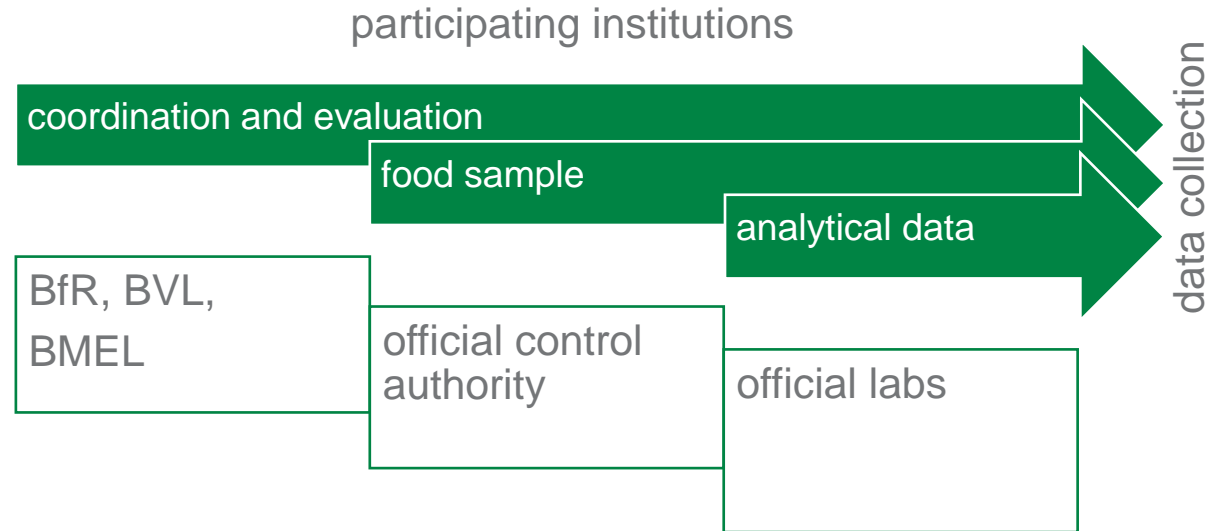 participating institutions
coordination and evaluation
food sample
analytical data
data collection
BfR, BVL,
BMEL
official control
authority
official labs